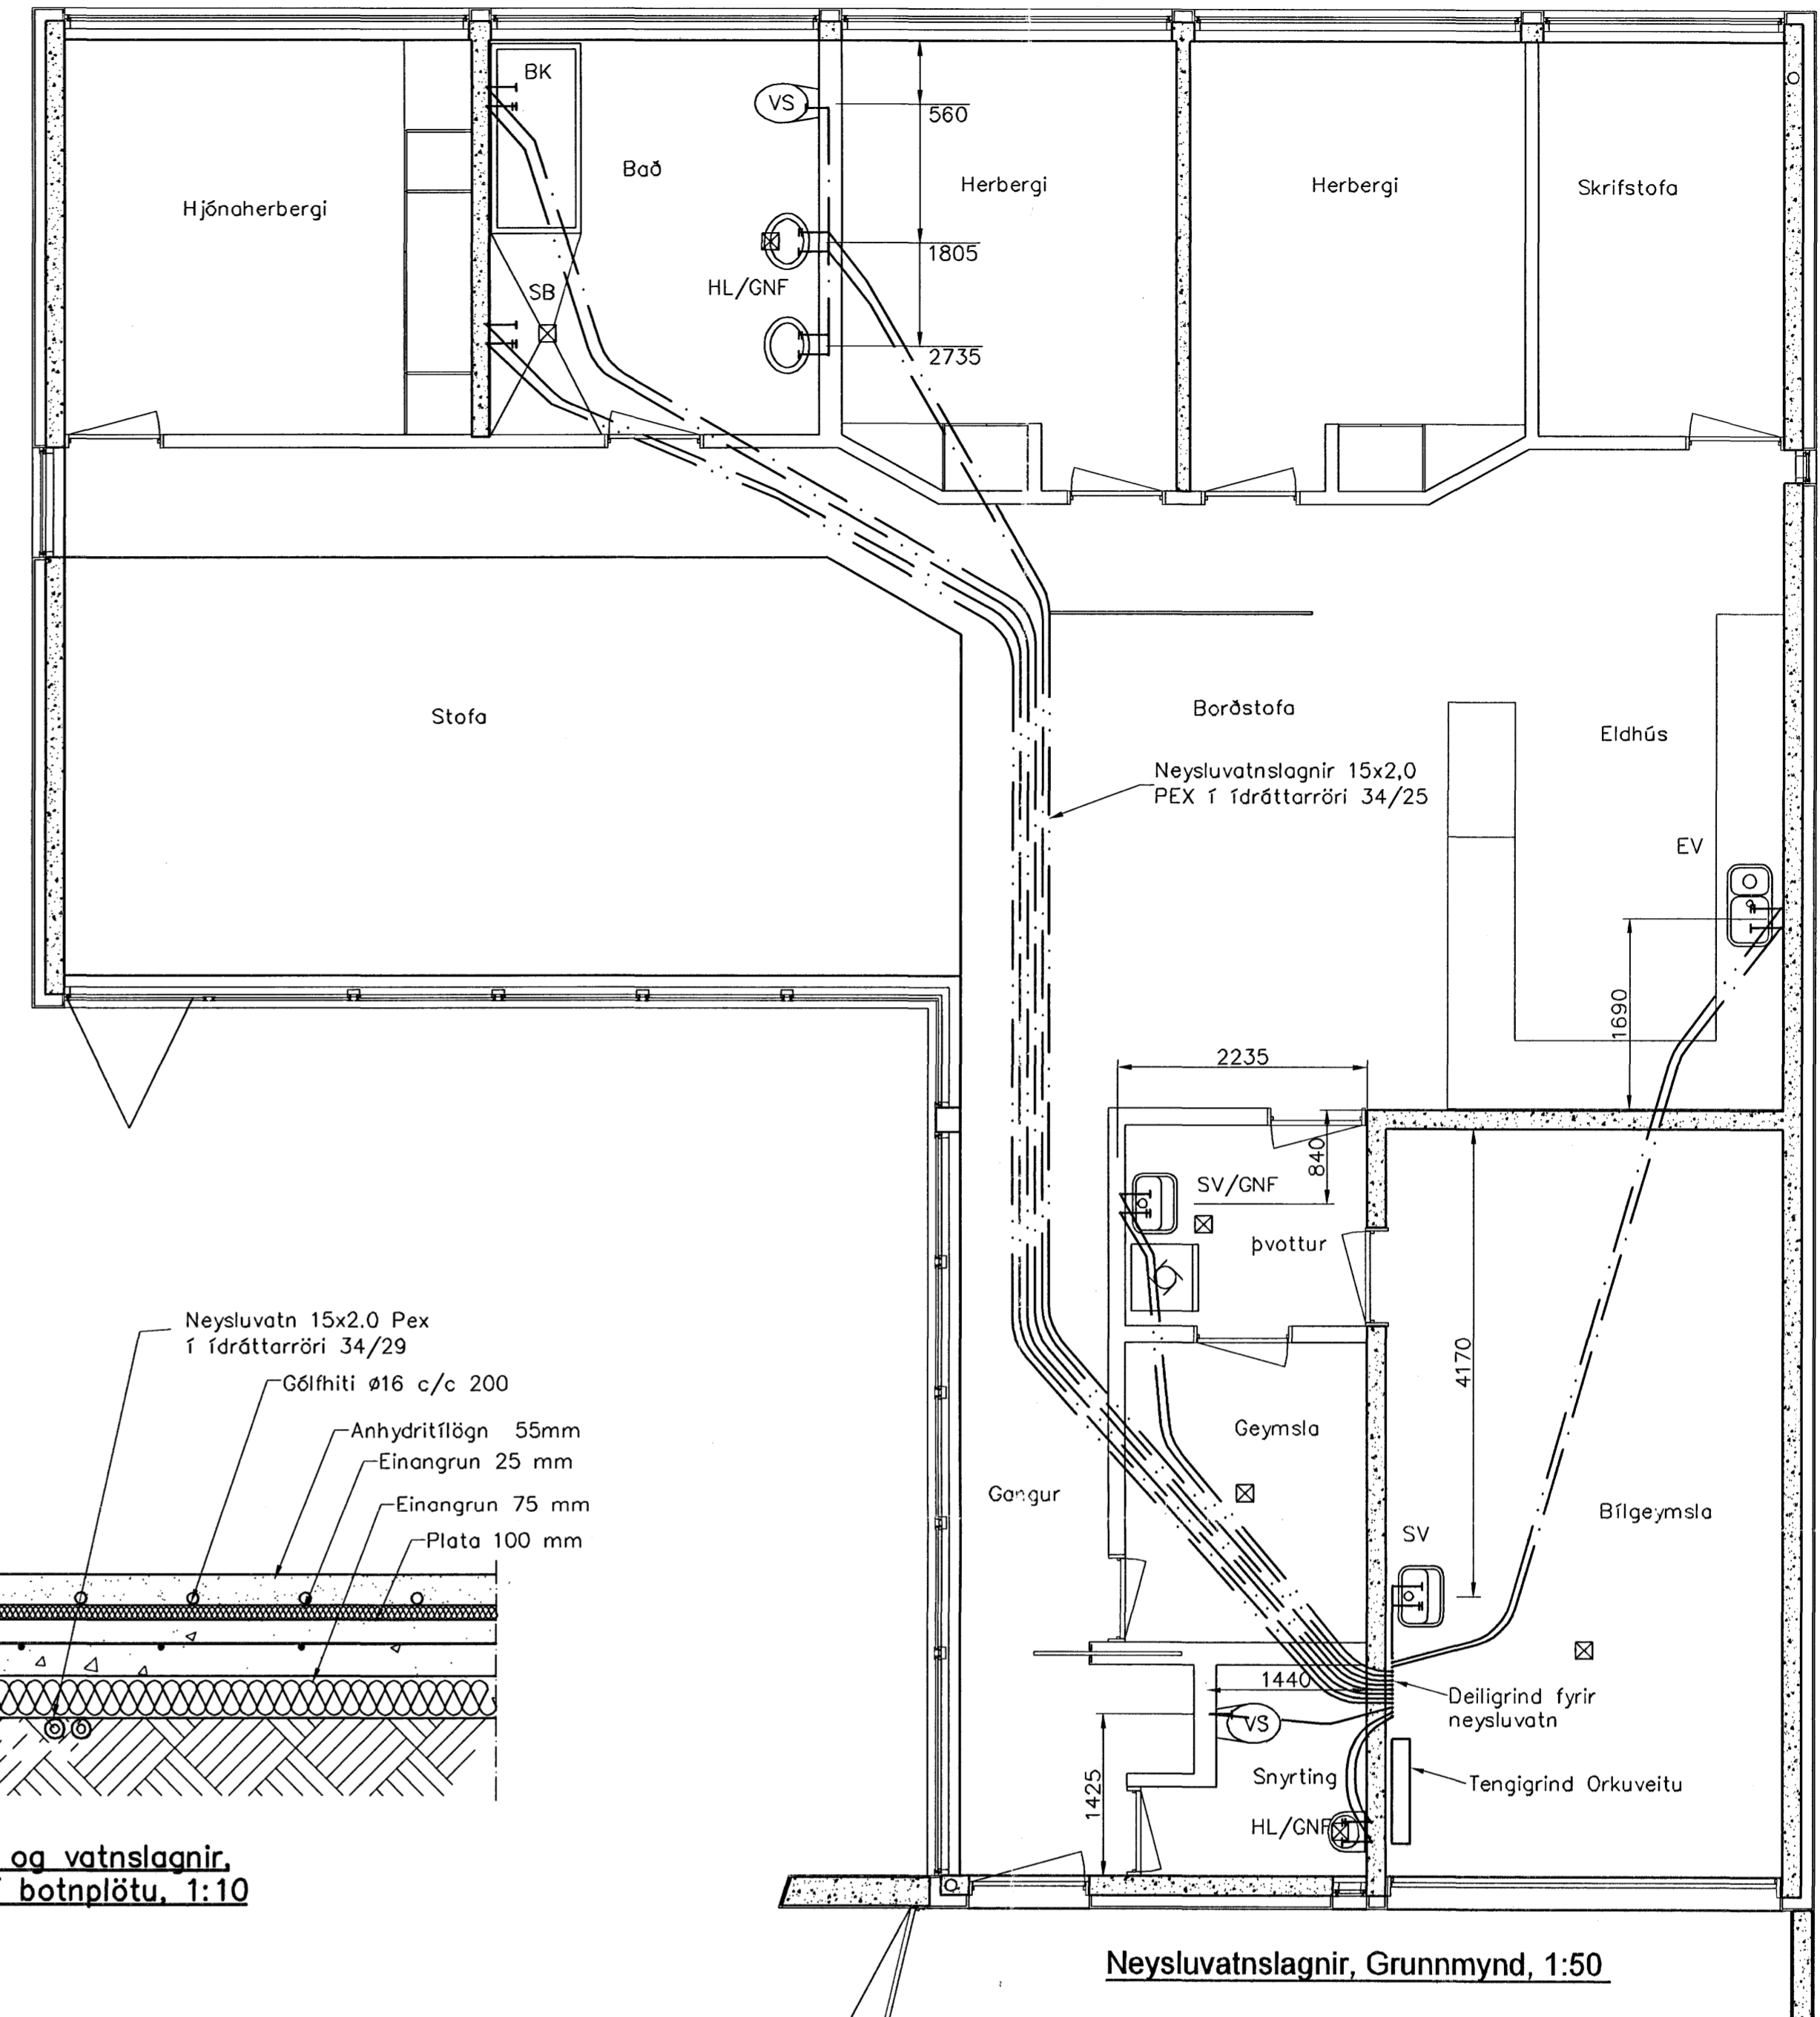 BK
VS
560
Bað
Herbergi
Herbergi
Skrifstofa
Hjónaherbergi
1805
HL/GNF
SB
2735
Stofa
Borðstofa
Eldhús
Neysluvatnslagnir 15x2,0
PEX í ídráttarröri 34/25
EV
1690
2235
840
SV/GNF
þvottur
Neysluvatn 15x2.0 Pex
í ídráttarröri 34/29
Gólfhiti ø16 c/c 200
4170
Anhydritílögn 55mm
Geymsla
Einangrun 25 mm
Gangur
Einangrun 75 mm
Bílgeymsla
Plata 100 mm
SV
1440
Deiligrind fyrir
neysluvatn
VS
1425
Snyrting
Tengigrind Orkuveitu
HL/GNF
og vatnslagnir,
botnplötu, 1:10
Neysluvatnslagnir, Grunnmynd, 1:50